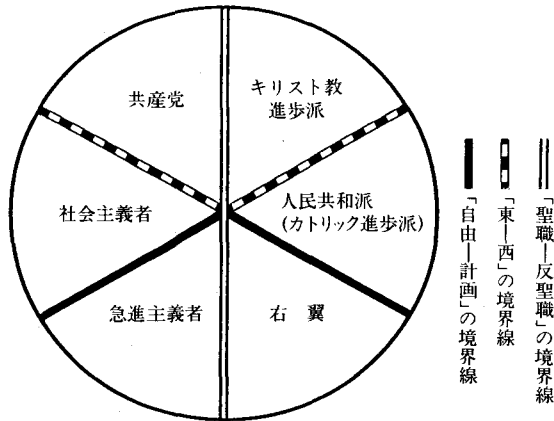 共産党
キリスト教
進歩派
社会主義者
人民共和派
(カトリック進歩派)
急進主義者
右翼
「聖職―反聖職」の境界線
「東―西」の境界線
「自由―計画」の境界線